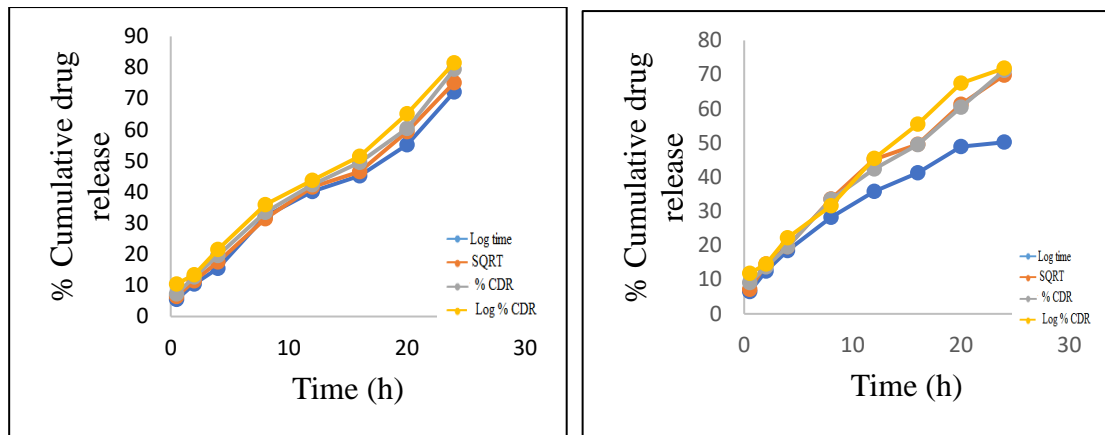 % Cumulative drug
release
90
80
70
60
50
40
30
20
10
0
Log time
SQRT
% CDR
Log % CDR
0 10 20 30
Time (h)
% Cumulative drug
release
80
70
60
50
40
30
20
10
0
Log time
SQRT
% CDR
Log % CDR
0 10 20 30
Time (h)